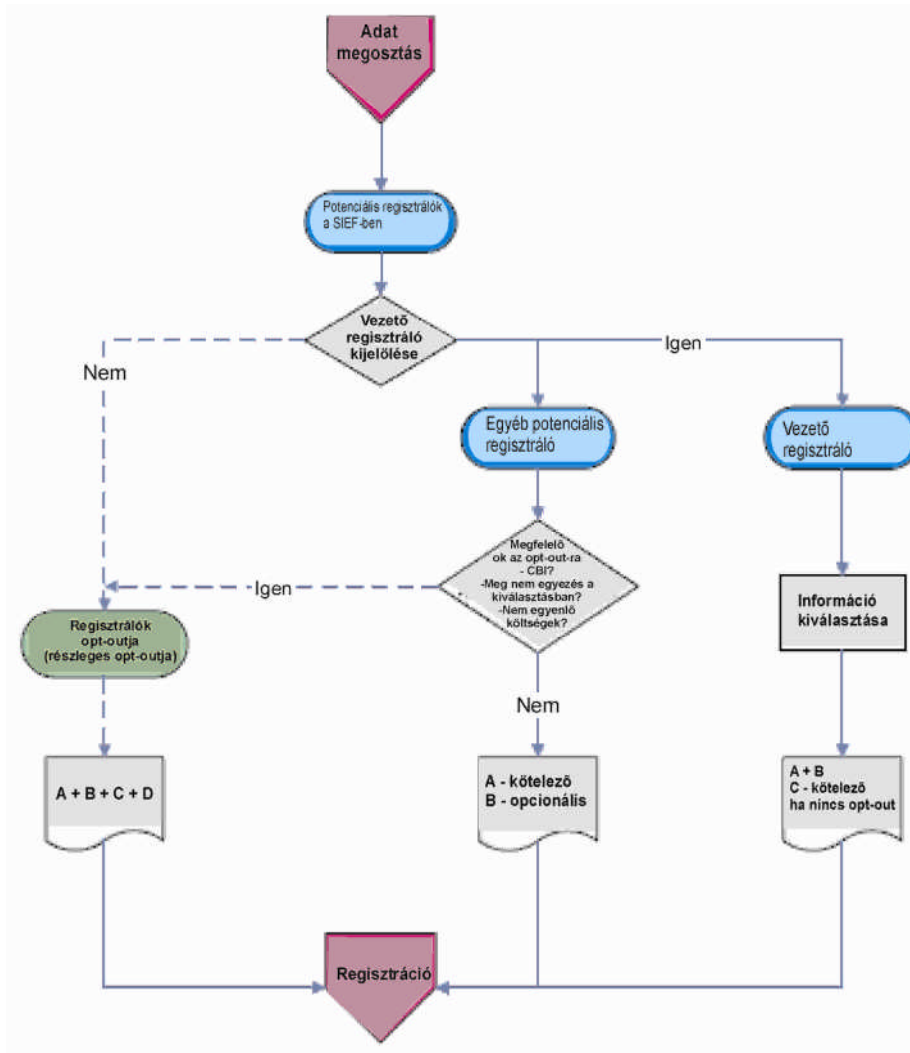 Adat
megosztás
Potenciális regisztrálók
a SIEF-ben
Vezető
regisztráló
kijelölése
Nem
Igen
Egyéb potenciális
regisztráló
Vezető
regisztráló
Megfelelő
ok az opt-out-ra
- CBI?
-Meg nem egyezés a
kiválasztásban?
-Nem egyenlő
költségek?
Igen
Információ
kiválasztása
Regisztrálók
opt-outja
(részleges opt-outja)
Nem
A + B + C + D
A - kötelező
B - opcionális
A + B
C - kötelező
ha nincs opt-out
Regisztráció